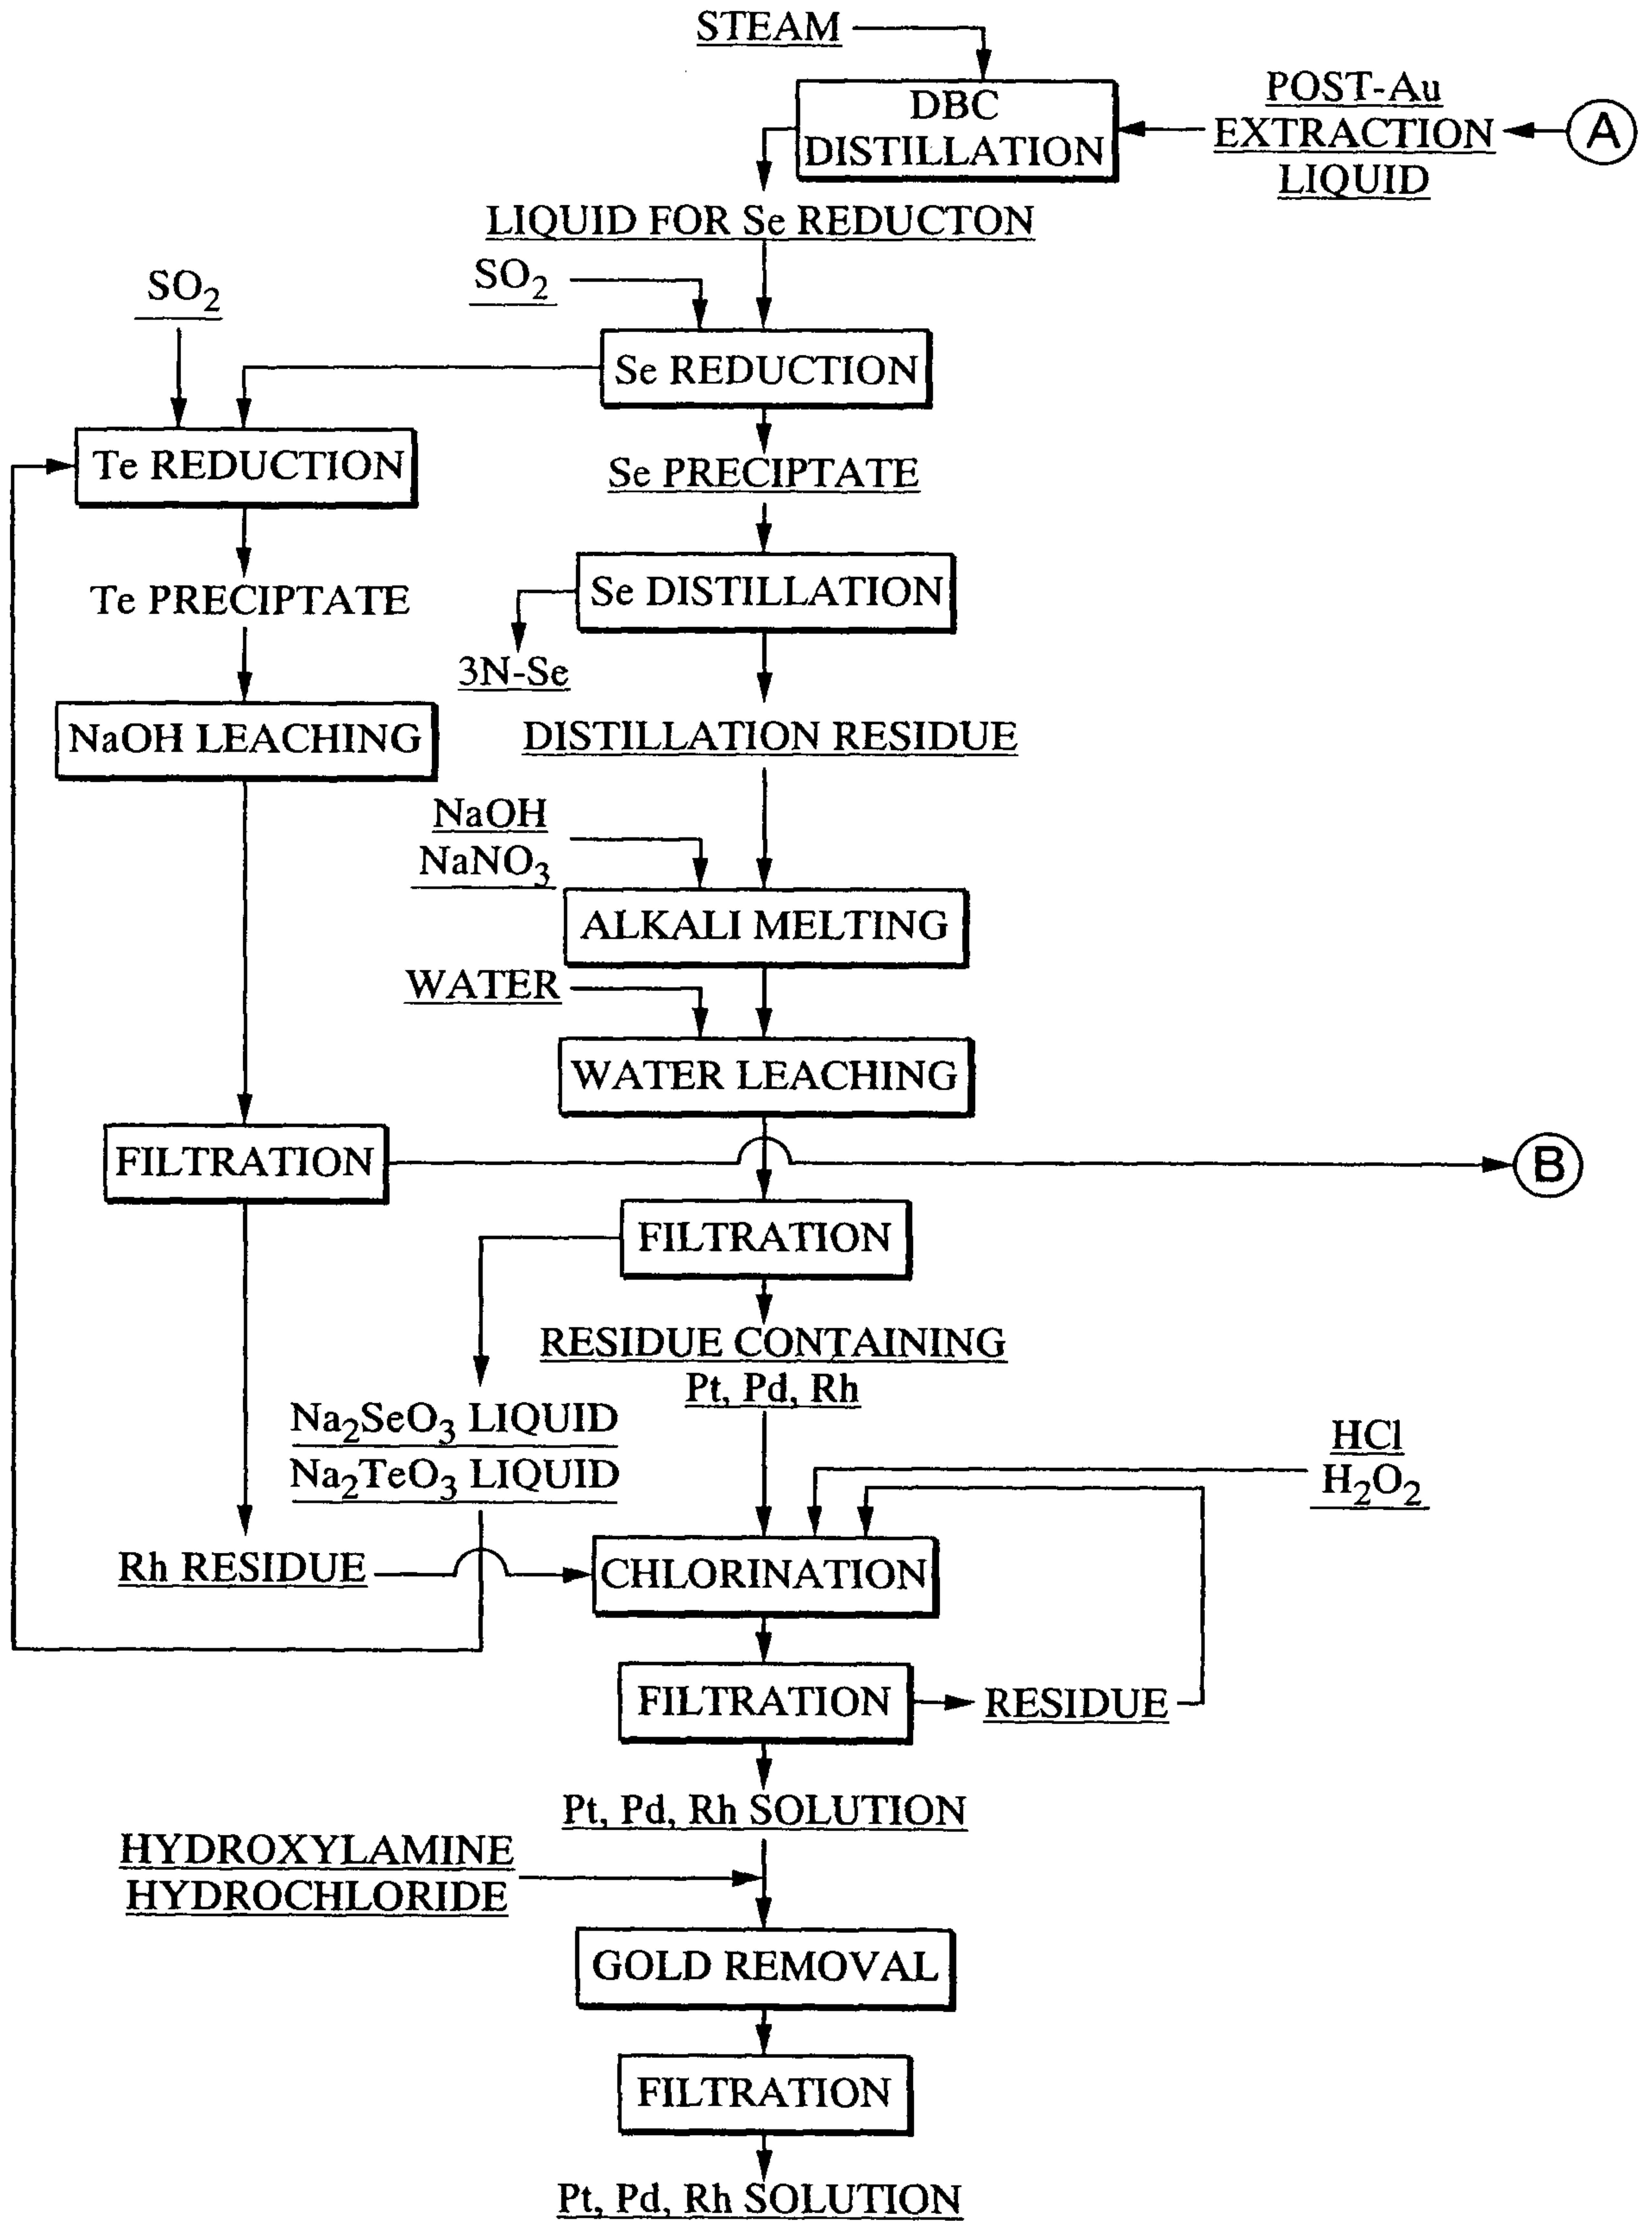 STEAM
DBC
DISTILLATION
POST-Au
EXTRACTION
LIQUID
A
LIQUID FOR Se REDUCTON
SO2
SO2
Se REDUCTION
Te REDUCTION
Se PRECIPTATE
Te PRECIPTATE
Se DISTILLATION
3N-Se
NaOH LEACHING
DISTILLATION RESIDUE
NaOH
NaNO3
ALKALI MELTING
WATER
WATER LEACHING
FILTRATION
B
FILTRATION
RESIDUE CONTAINING
Pt, Pd, Rh
Na2SeO3 LIQUID
Na2TeO3 LIQUID
HCl
H2O2
Rh RESIDUE
CHLORINATION
FILTRATION
RESIDUE
Pt, Pd, Rh SOLUTION
HYDROXYLAMINE
HYDROCHLORIDE
GOLD REMOVAL
FILTRATION
Pt, Pd, Rh SOLUTION